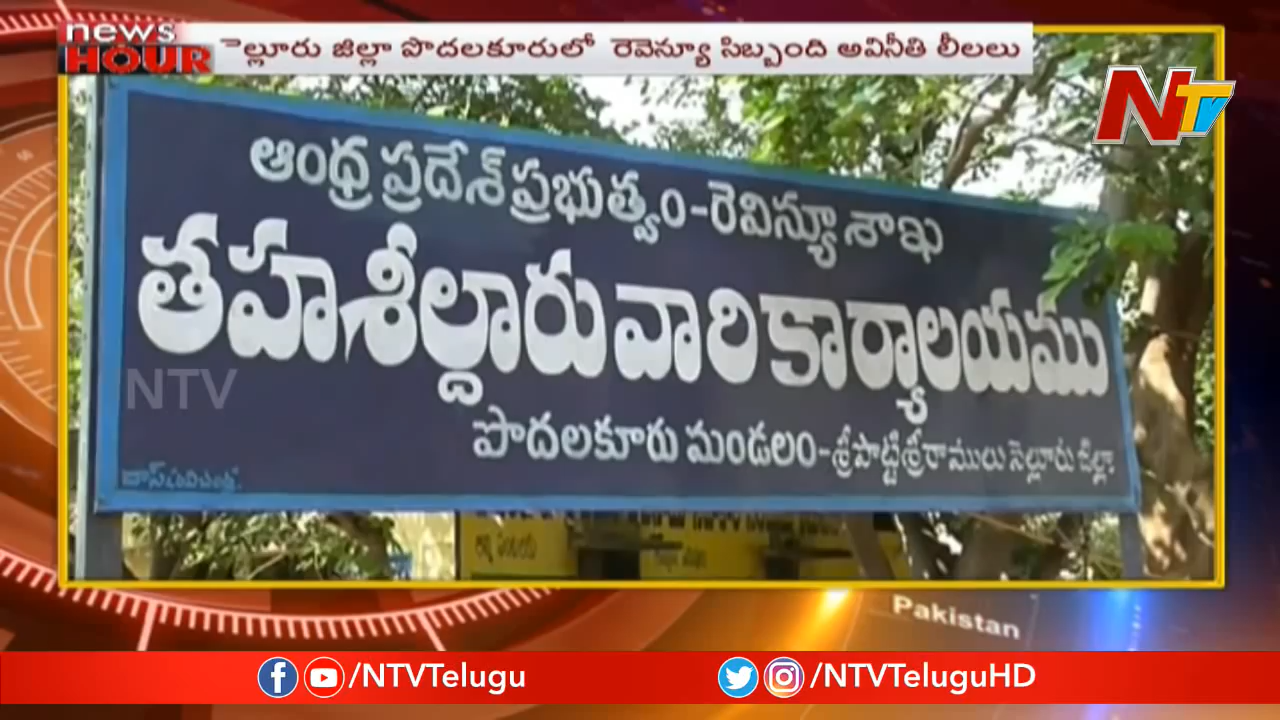 news
HOUR
ెల్లూరు జిల్లా పొదలకూరులో రెవెన్యూ సిబ్బంది అవినీతి లీలలు
NTV
ఆంధ్ర ప్రదేశ్ ప్రభుత్వం-రెవిన్యూ శాఖ
తహశీల్దారు వారి కార్యాలయము
NTV
పొదలకూరు మండలం-శ్రీపొట్టిశ్రీరాములు నెల్లూరు జిల్లా
Pakistan
/NTVTelugu
/NTVTeluguHD